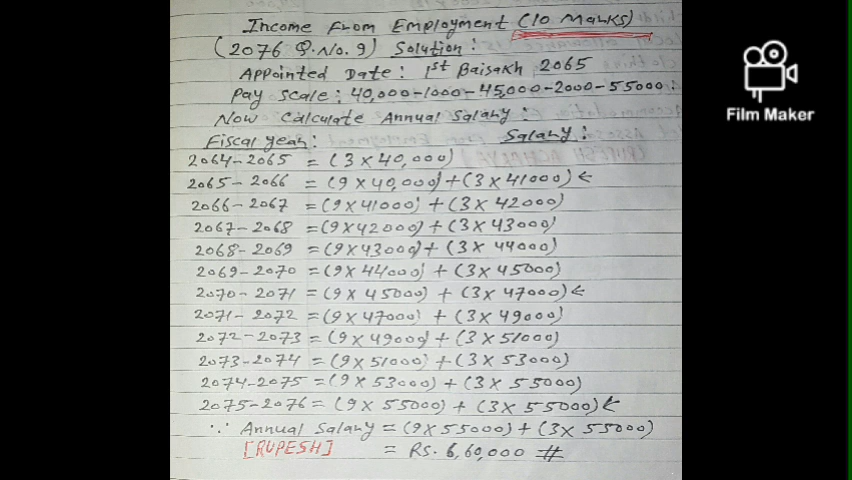 Income From Employment (10 Marks)
(2076 Q.No.9) Solution:
Appointed Date: 1st Baisakh 2065
Pay Scale: 40,000-1000-45,000-2000-55000:
Now Calculate Annual Salary:
Fiscal year: Salary:
2064-2065 = (3 x 40,000)
2065-2066 = (9 x 40,000) + (3 x 41000) ←
2066-2067 = (9 x 41000) + (3 x 42000)
2067-2068 = (9 x 42000) + (3 x 43000)
2068-2069 = (9 x 43000) + (3 x 44000)
2069-2070 = (9 x 44000) + (3 x 45000)
2070-2071 = (9 x 45000) + (3 x 47000) ←
2071-2072 = (9 x 47000) + (3 x 49000)
2072-2073 = (9 x 49000) + (3 x 51000)
2073-2074 = (9 x 51000) + (3 x 53000)
2074-2075 = (9 x 53000) + (3 x 55000)
2075-2076 = (9 x 55000) + (3 x 55000) ←
∵ Annual Salary = (9 x 55000) + (3 x 55000)
[RUPESH] = Rs. 6,60,000 #
Film Maker